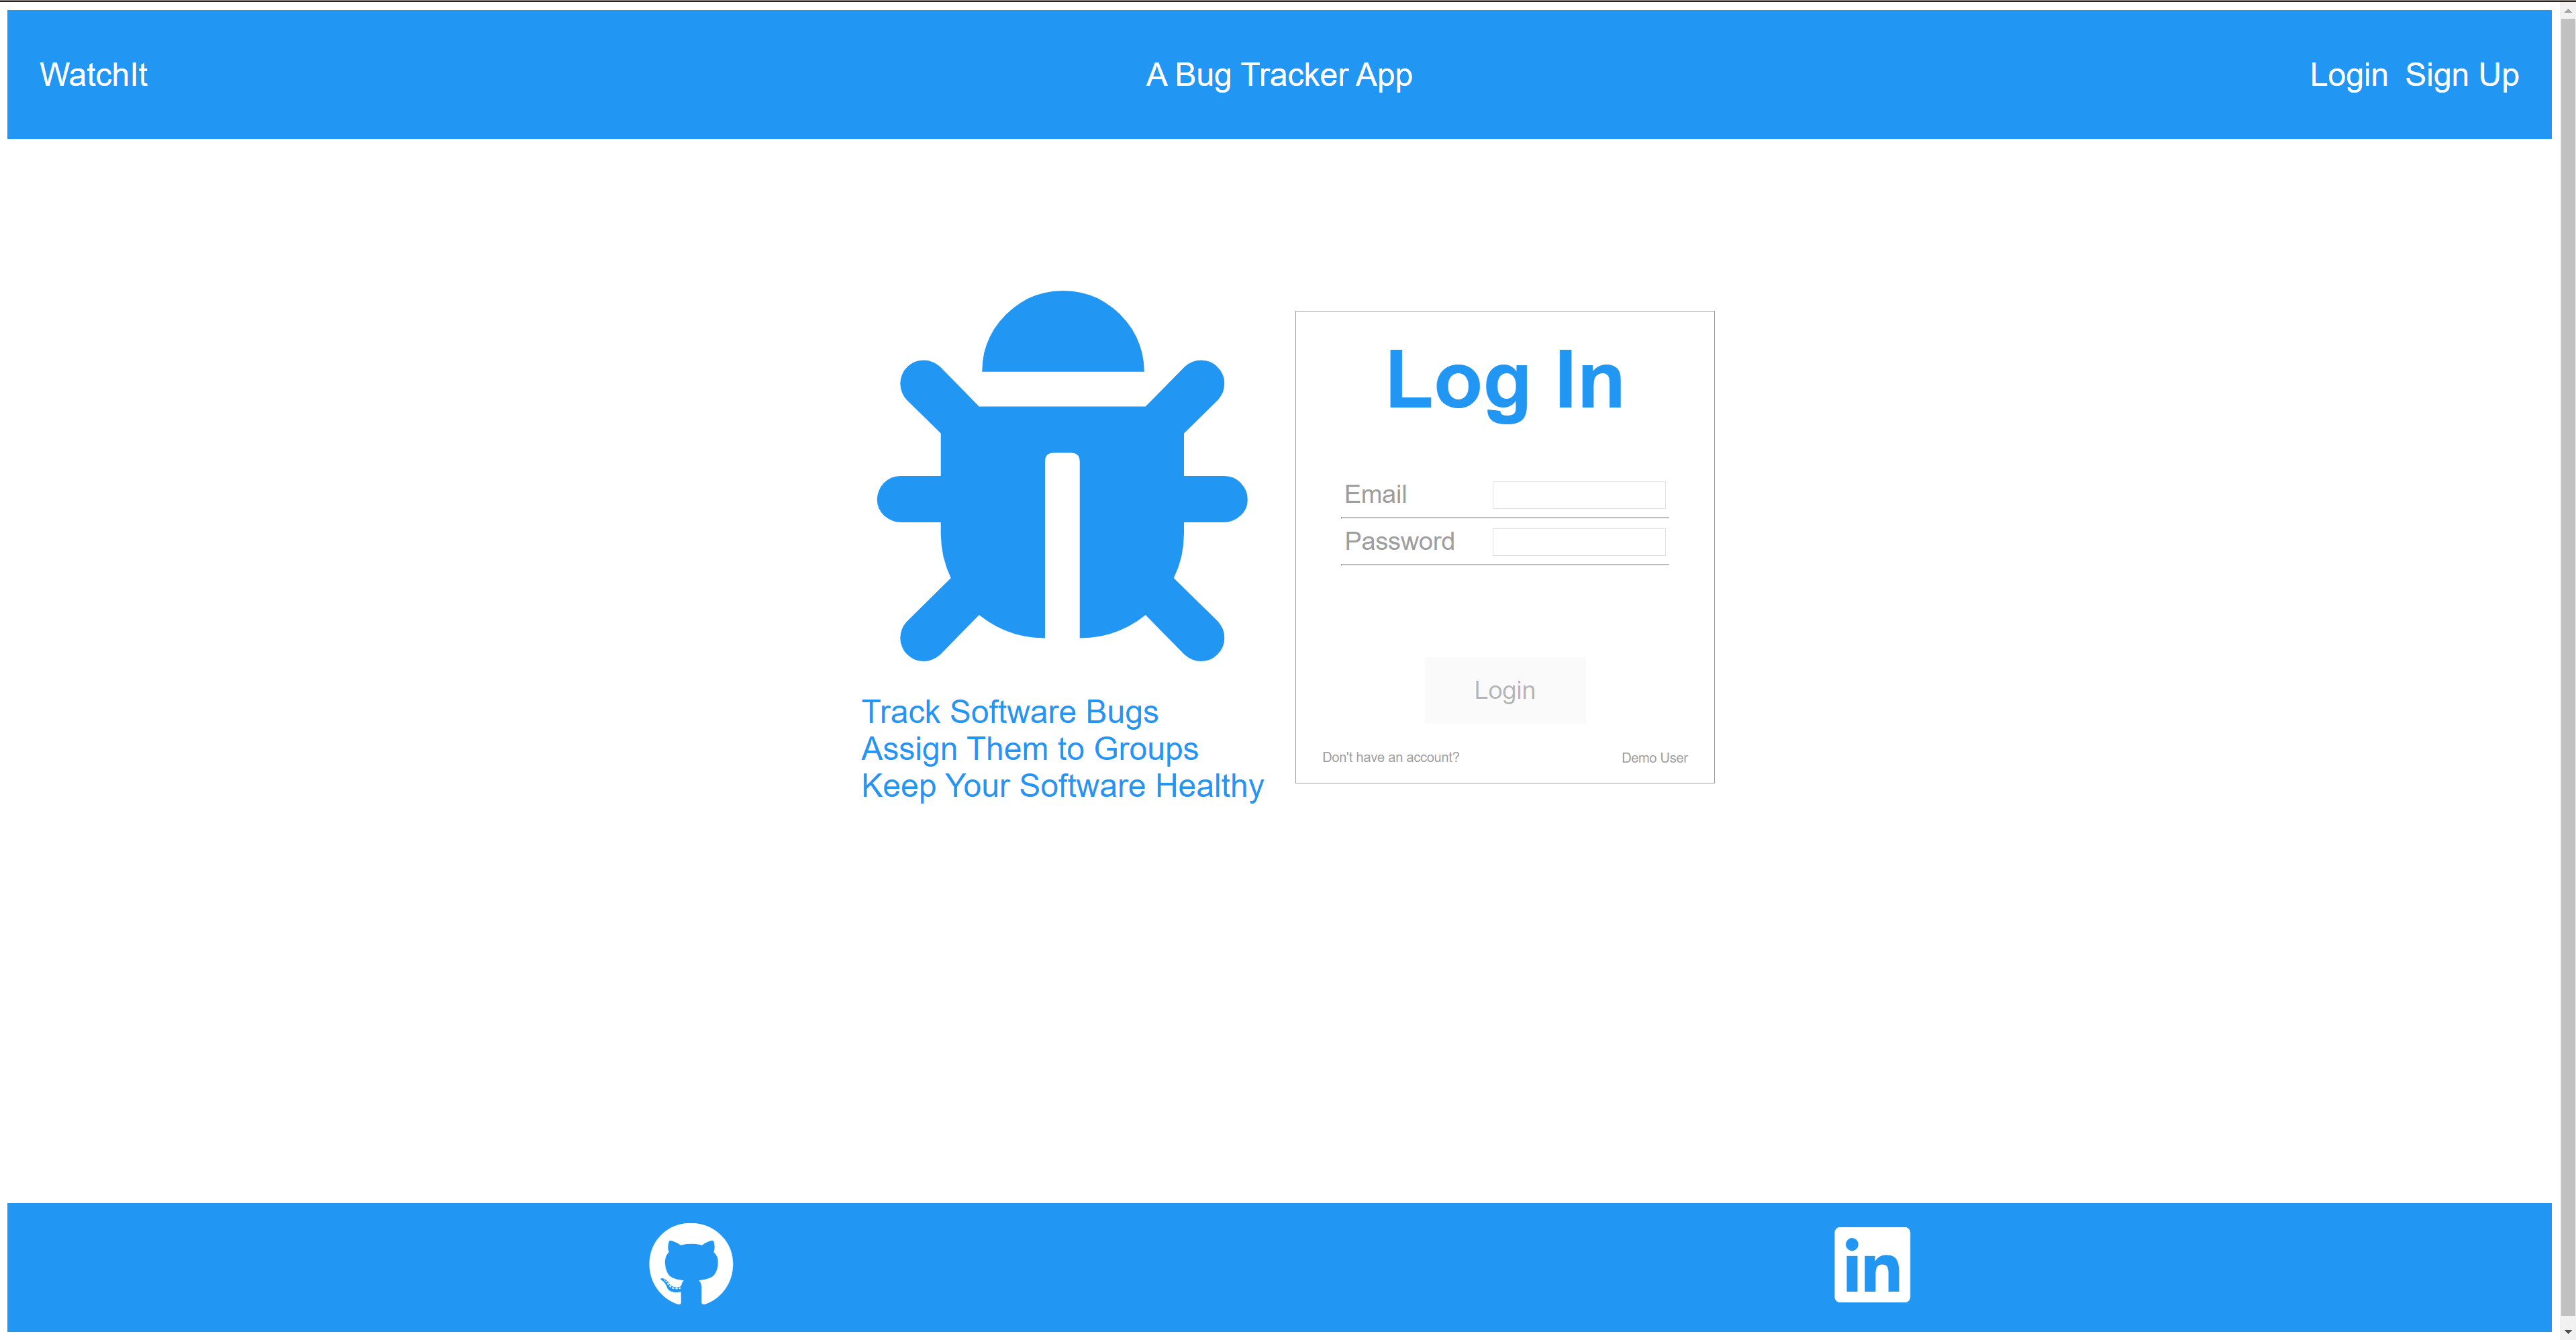 WatchIt
A Bug Tracker App
Login Sign Up
Log In
Email
Password
Login
Don't have an account?
Demo User
Track Software Bugs
Assign Them to Groups
Keep Your Software Healthy
in